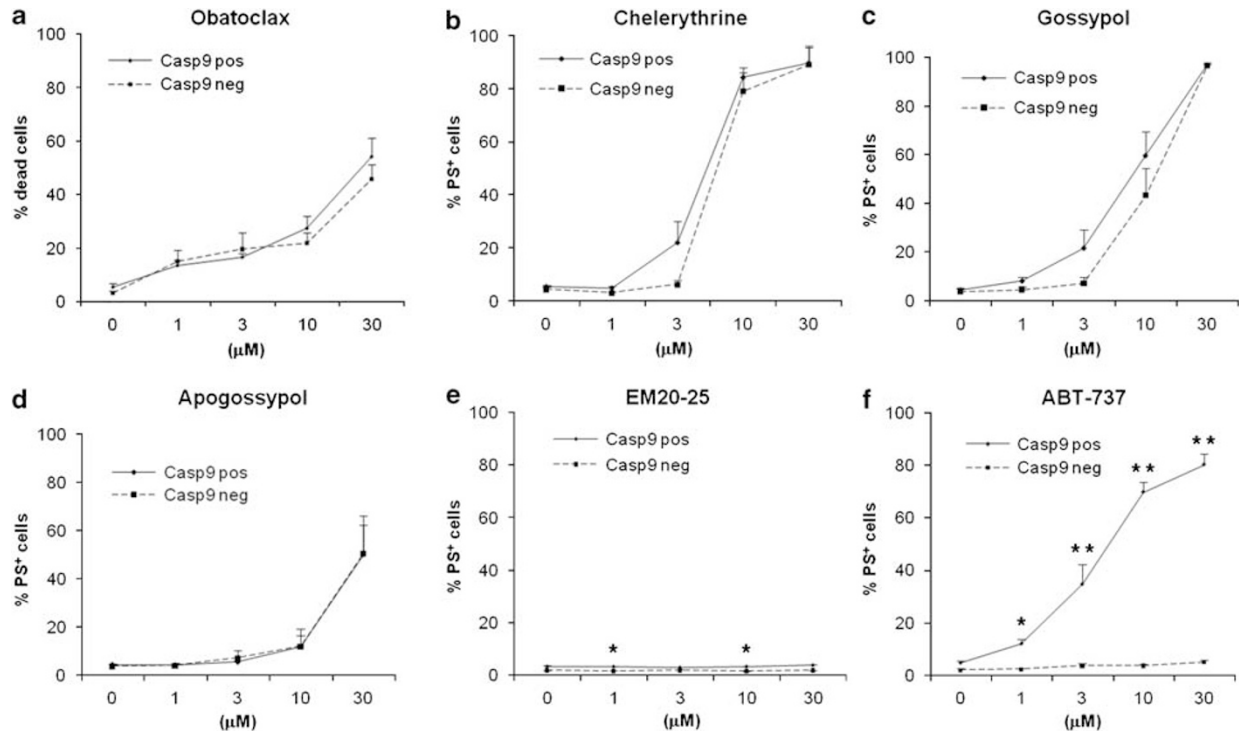 a
Obatoclax
100
80
60
40
20
0
% dead cells
Casp9 pos
Casp9 neg
0 1 3 10 30
(µM)
b
Chelerythrine
100
80
60
40
20
0
% PS+ cells
Casp9 pos
Casp9 neg
0 1 3 10 30
(µM)
c
Gossypol
100
80
60
40
20
0
% PS+ cells
Casp9 pos
Casp9 neg
0 1 3 10 30
(µM)
d
Apogossypol
100
80
60
40
20
0
% PS+ cells
Casp9 pos
Casp9 neg
0 1 3 10 30
(µM)
e
EM20-25
100
80
60
40
20
0
% PS+ cells
Casp9 pos
Casp9 neg
* *
0 1 3 10 30
(µM)
f
ABT-737
100
80
60
40
20
0
% PS+ cells
Casp9 pos
Casp9 neg
* ** ** **
0 1 3 10 30
(µM)